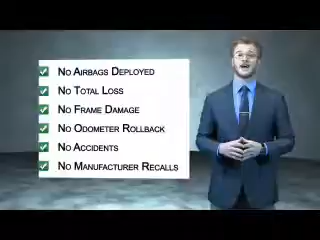 No Airbags Deployed
No Total Loss
No Frame Damage
No Odometer Rollback
No Accidents
No Manufacturer Recalls